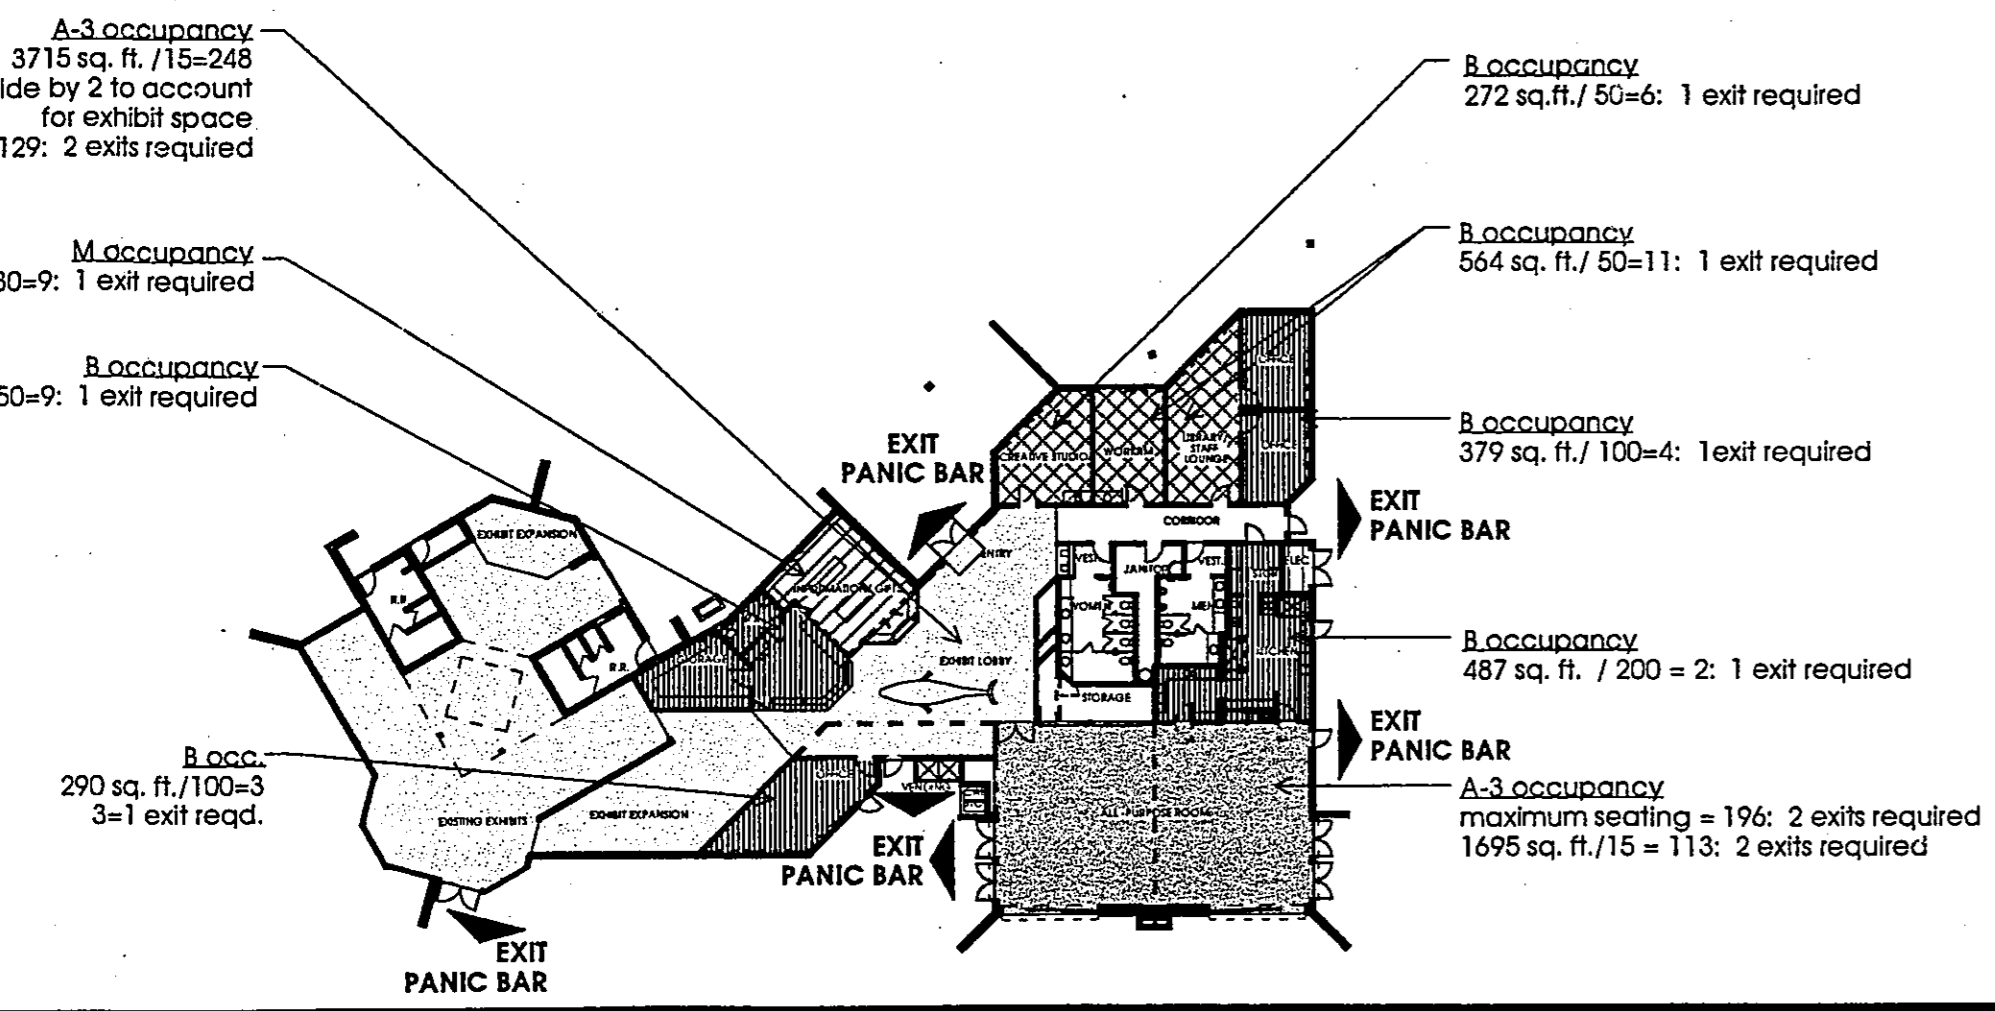 A-3 occupancy
3715 sq. ft. /15=248
ide by 2 to account
for exhibit space
129: 2 exits required
M occupancy
30=9: 1 exit required
B occupancy
50=9: 1 exit required
B occ.
290 sq. ft./100=3
3=1 exit reqd.
B occupancy
272 sq.ft./ 50=6: 1 exit required
B occupancy
564 sq. ft./ 50=11: 1 exit required
B occupancy
379 sq. ft./ 100=4: 1exit required
B occupancy
487 sq. ft. / 200 = 2: 1 exit required
A-3 occupancy
maximum seating = 196: 2 exits required
1695 sq. ft./15 = 113: 2 exits required
EXIT
PANIC BAR
EXIT
PANIC BAR
EXIT
PANIC BAR
EXIT
PANIC BAR
EXIT
PANIC BAR
OFFICE
OFFICE
CREATIVE STUDIO
WORKRM
LIBRARY/
STAFF
LOUNGE
CORRIDOR
ENTRY
VEST.
JANITOR
VEST.
STOR
ELEC
WOMEN
MEN
KITCHEN
STORAGE
EXHIBIT LOBBY
INFORMATION/ GIFTS
STORAGE
EXHIBIT EXPANSION
R.R.
R.R.
EXISTING EXHIBITS
EXHIBIT EXPANSION
OFFICE
VENDING
ALL-PURPOSE ROOM